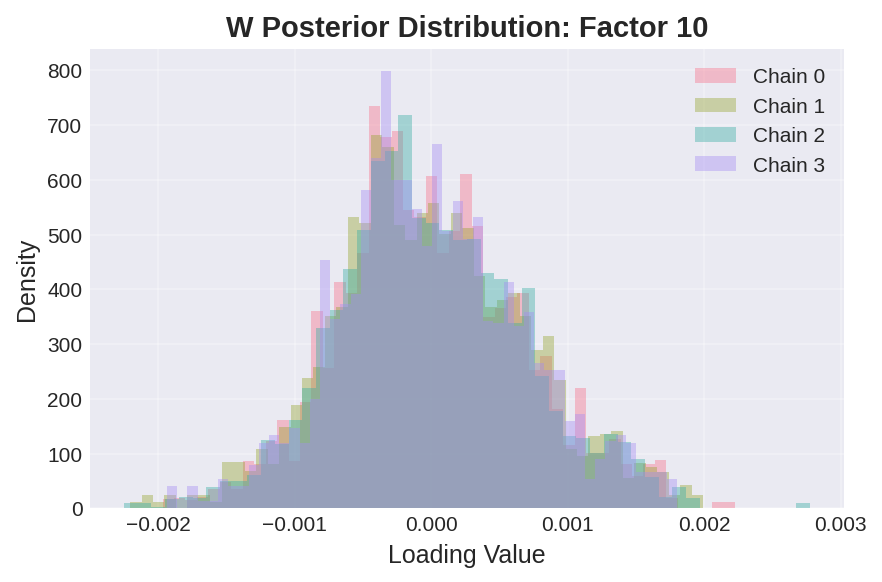 W Posterior Distribution: Factor 10
Chain 0
Chain 1
Chain 2
Chain 3
Density
800
700
600
500
400
300
200
100
0
−0.002
−0.001
0.000
0.001
0.002
0.003
Loading Value